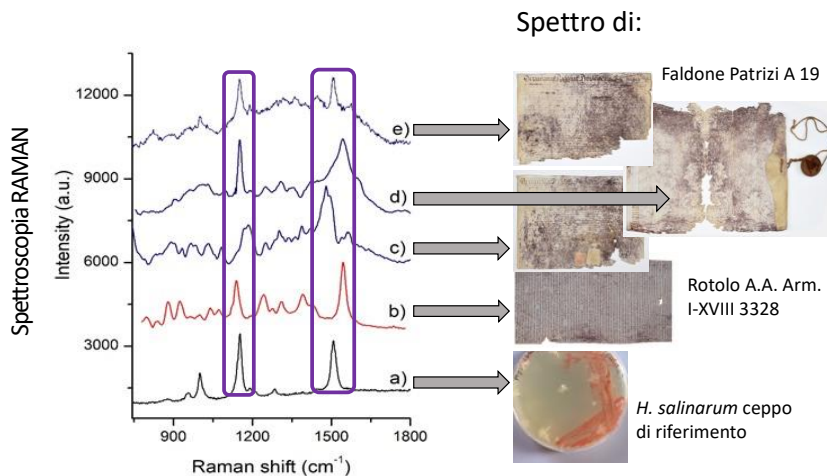 Spettro di:
Spettroscopia RAMAN
Intensity (a.u.)
12000
9000
6000
3000
900
1200
1500
1800
Raman shift (cm⁻¹)
e)
d)
c)
b)
a)
Faldone Patrizi A 19
Rotolo A.A. Arm.
I-XVIII 3328
H. salinarum ceppo
di riferimento